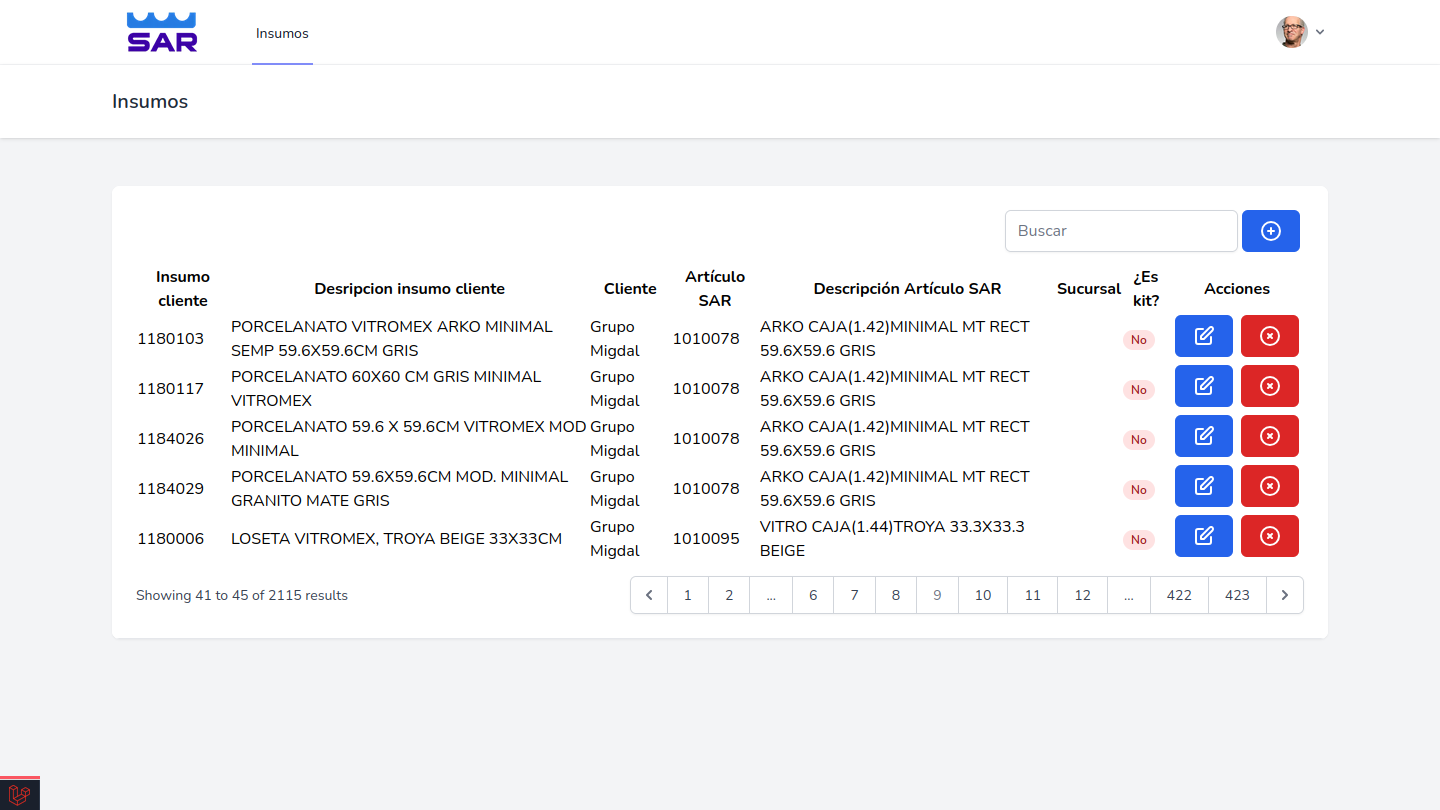 SAR
Insumos
Insumos
Buscar
Insumo cliente Desripcion insumo cliente Cliente Artículo SAR Descripción Artículo SAR Sucursal ¿Es kit? Acciones
1180103 PORCELANATO VITROMEX ARKO MINIMAL SEMP 59.6X59.6CM GRIS Grupo Migdal 1010078 ARKO CAJA(1.42)MINIMAL MT RECT 59.6X59.6 GRIS No
1180117 PORCELANATO 60X60 CM GRIS MINIMAL VITROMEX Grupo Migdal 1010078 ARKO CAJA(1.42)MINIMAL MT RECT 59.6X59.6 GRIS No
1184026 PORCELANATO 59.6 X 59.6CM VITROMEX MOD MINIMAL Grupo Migdal 1010078 ARKO CAJA(1.42)MINIMAL MT RECT 59.6X59.6 GRIS No
1184029 PORCELANATO 59.6X59.6CM MOD. MINIMAL GRANITO MATE GRIS Grupo Migdal 1010078 ARKO CAJA(1.42)MINIMAL MT RECT 59.6X59.6 GRIS No
1180006 LOSETA VITROMEX, TROYA BEIGE 33X33CM Grupo Migdal 1010095 VITRO CAJA(1.44)TROYA 33.3X33.3 BEIGE No
Showing 41 to 45 of 2115 results 1 2 ... 6 7 8 9 10 11 12 ... 422 423